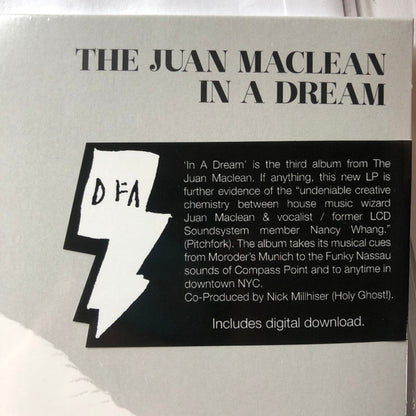 THE JUAN MACLEAN
IN A DREAM
DFA
'In A Dream' is the third album from The
Juan Maclean. If anything, this new LP is
further evidence of the "undeniable creative
chemistry between house music wizard
Juan Maclean & vocalist / former LCD
Soundsystem member Nancy Whang."
(Pitchfork). The album takes its musical cues
from Moroder's Munich to the Funky Nassau
sounds of Compass Point and to anytime in
downtown NYC.
Co-Produced by Nick Millhiser (Holy Ghost!).
Includes digital download.